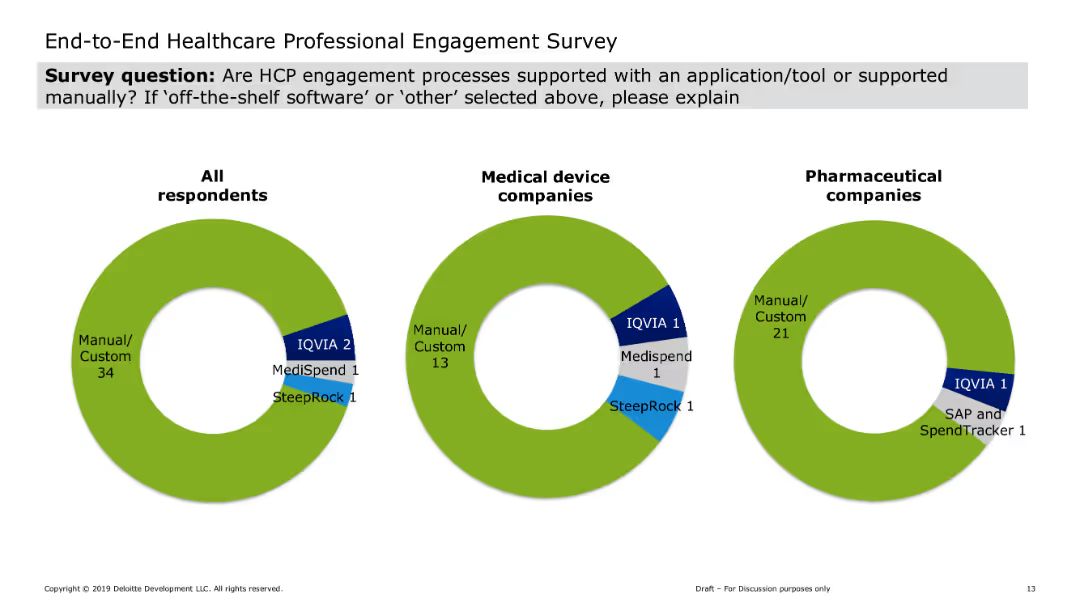 End-to-End Healthcare Professional Engagement Survey
Survey question: Are HCP engagement processes supported with an application/tool or supported
manually? If ‘off-the-shelf software’ or ‘other’ selected above, please explain
All
respondents
Manual/
Custom
34
IQVIA 2
MediSpend 1
SteepRock 1
Medical device
companies
Manual/
Custom
13
IQVIA 1
Medispend
1
SteepRock 1
Pharmaceutical
companies
Manual/
Custom
21
IQVIA 1
SAP and
SpendTracker 1
Copyright © 2019 Deloitte Development LLC. All rights reserved.
Draft – For Discussion purposes only
13